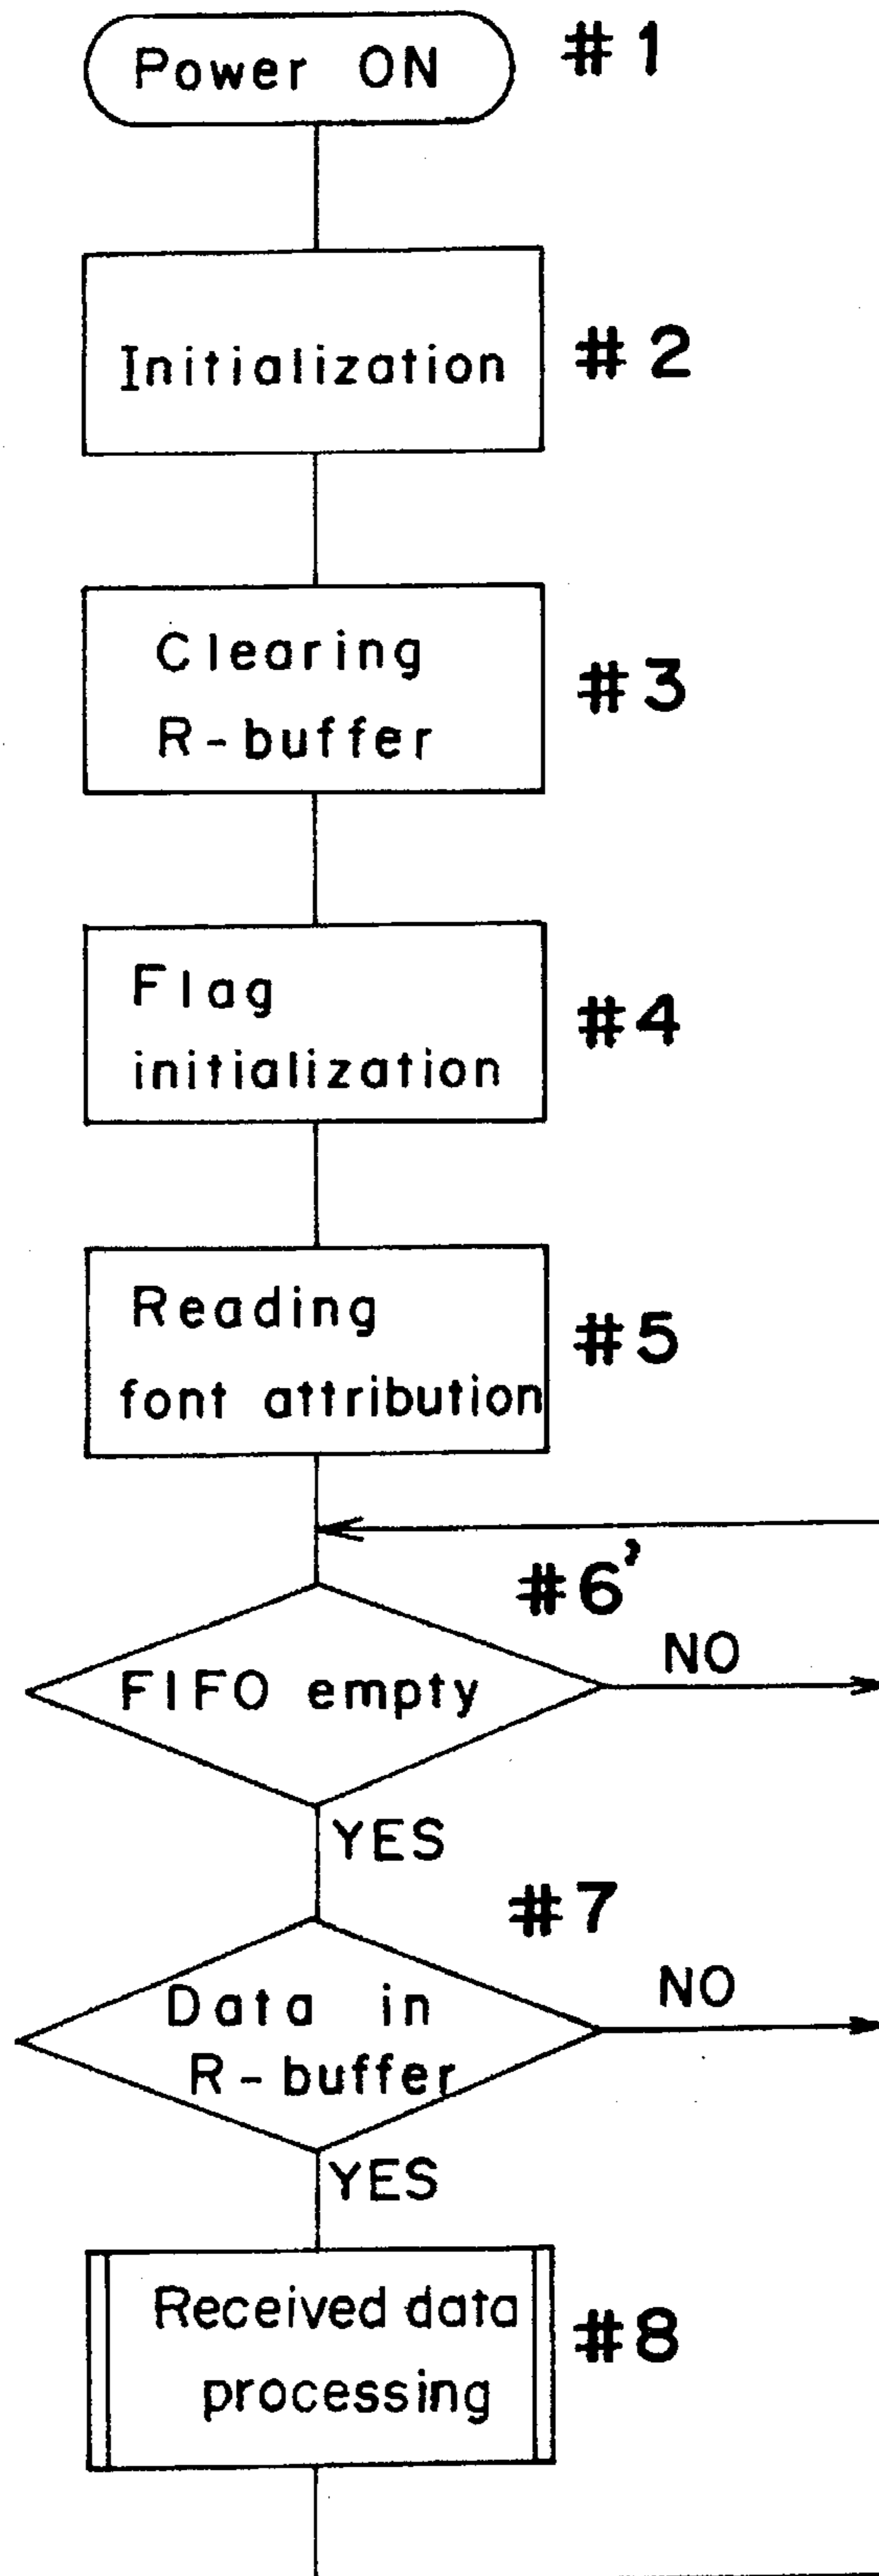 Power ON
#1
Initialization
#2
Clearing
R-buffer
#3
Flag
initialization
#4
Reading
font attribution
#5
#6'
FIFO empty
NO
YES
#7
Data in
R-buffer
NO
YES
Received data
processing
#8